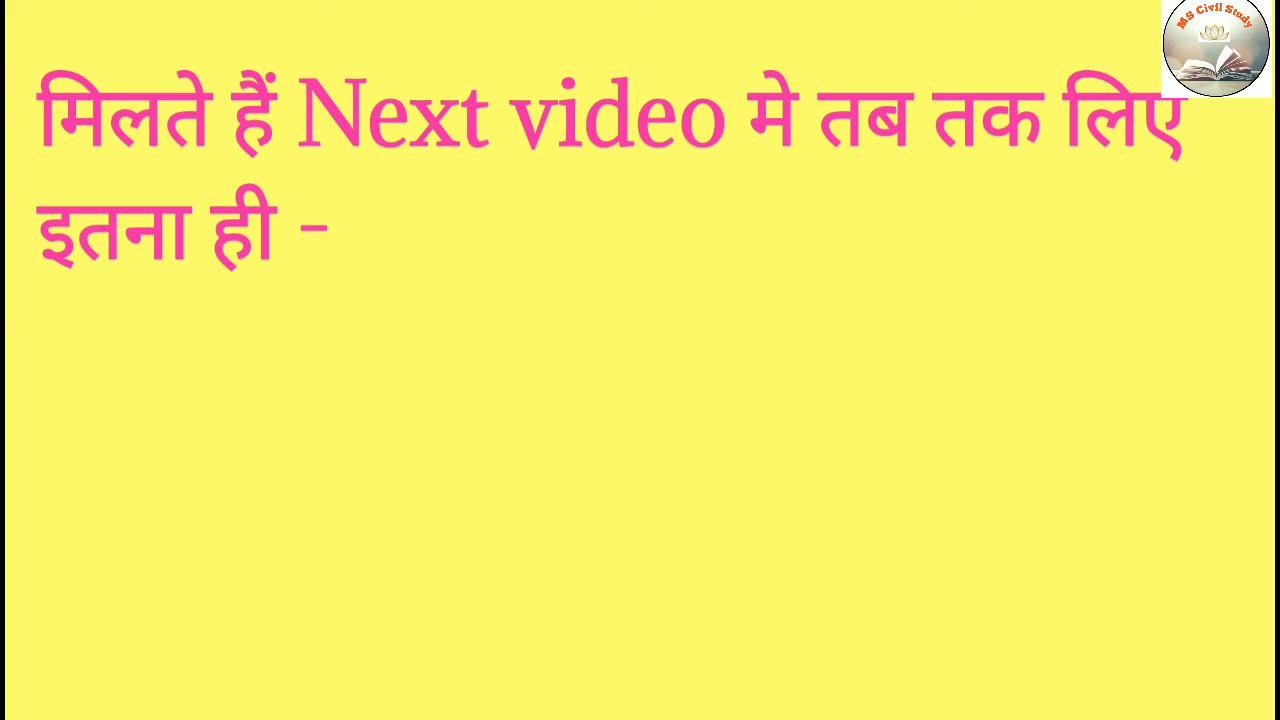 MS Civil Study
मिलते हैं Next video मे तब तक लिए
इतना ही -